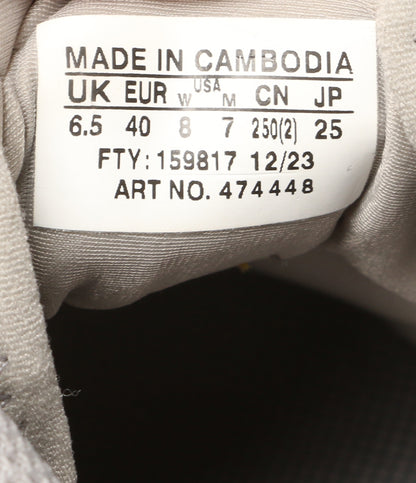 MADE IN CAMBODIA
UK EUR W USA M CN JP
6.5 40 8 7 250(2) 25
FTY: 159817 12/23
ART NO. 474448